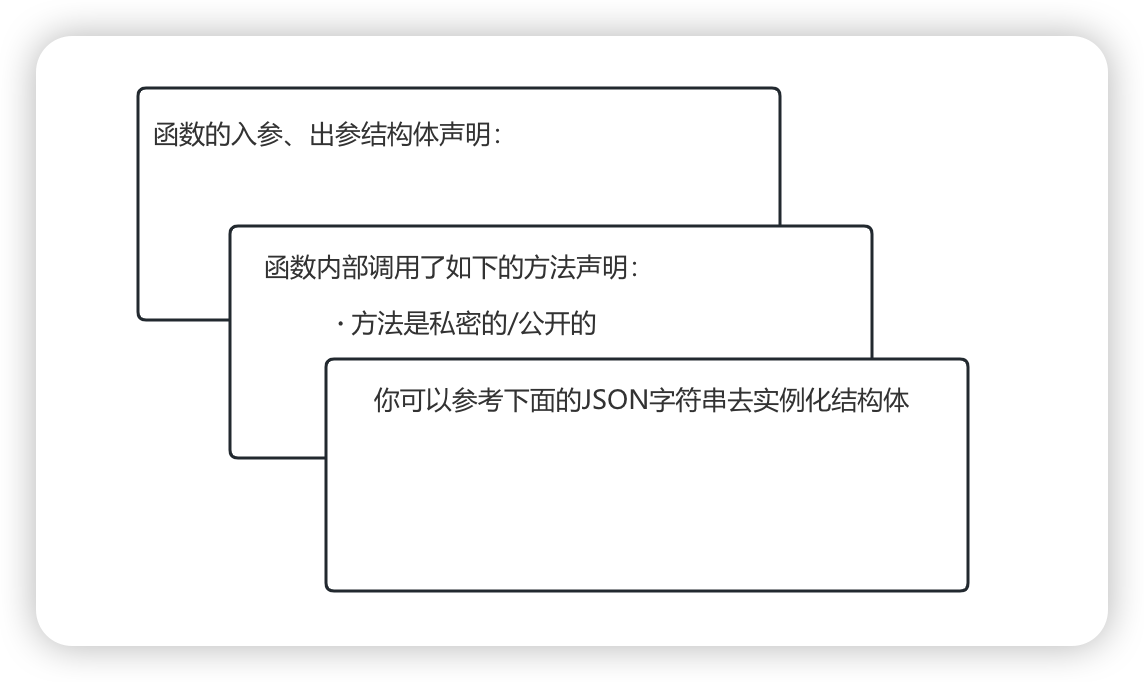 函数的入参、出参结构体声明：
函数内部调用了如下的方法声明：
· 方法是私密的/公开的
你可以参考下面的JSON字符串去实例化结构体